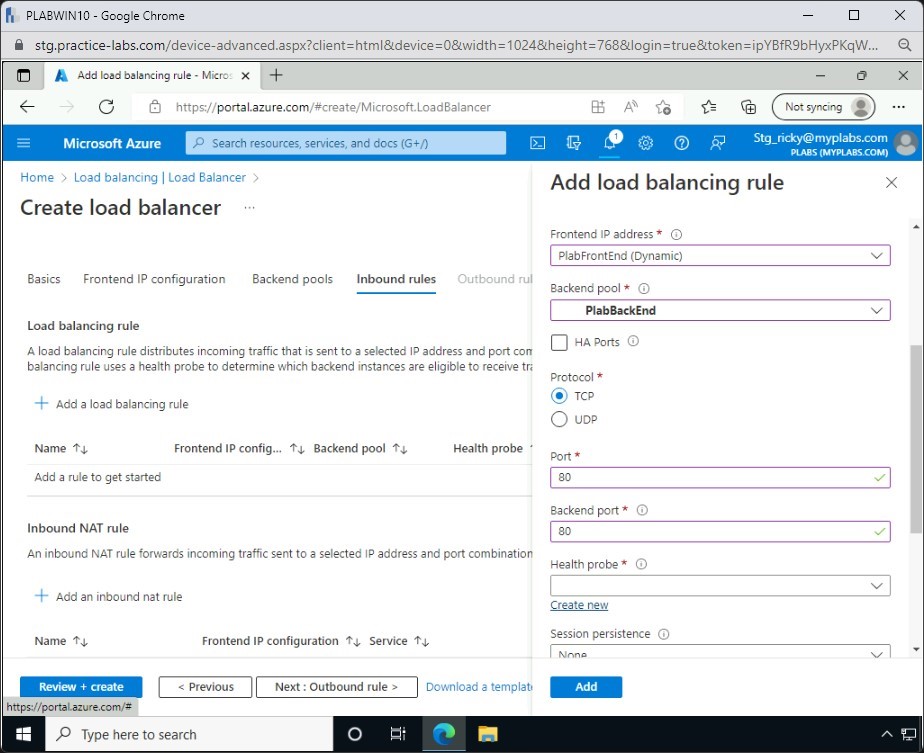 PLABWIN10 - Google Chrome
stg.practice-labs.com/device-advanced.aspx?client=html&device=0&width=1024&height=768&login=true&token=ipYBfR9bHyxPKqW...
Add load balancing rule - Micros
https://portal.azure.com/#create/Microsoft.LoadBalancer
Not syncing
Microsoft Azure
Search resources, services, and docs (G+/)
1
Stg_ricky@myplabs.com
PLABS (MYPLABS.COM)
Home > Load balancing | Load Balancer >
Create load balancer ...
Basics Frontend IP configuration Backend pools Inbound rules Outbound rul
Load balancing rule
A load balancing rule distributes incoming traffic that is sent to a selected IP address and port com
balancing rule uses a health probe to determine which backend instances are eligible to receive tra
Add a load balancing rule
Name Frontend IP config... Backend pool Health probe
Add a rule to get started
Inbound NAT rule
An inbound NAT rule forwards incoming traffic sent to a selected IP address and port combination
Add an inbound nat rule
Name Frontend IP configuration Service
Review + create < Previous Next : Outbound rule > Download a template
https://portal.azure.com/#
Add load balancing rule
Frontend IP address *
PlabFrontEnd (Dynamic)
Backend pool *
PlabBackEnd
HA Ports
Protocol *
TCP
UDP
Port *
80
Backend port *
80
Health probe *
Create new
Session persistence
None
Add
Type here to search